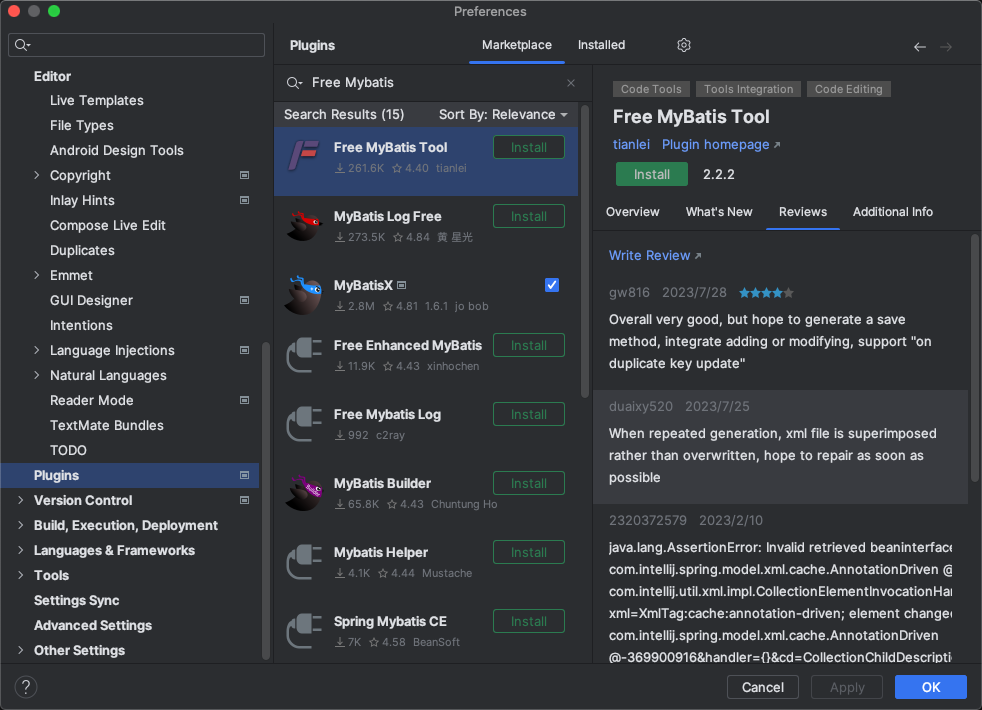 Preferences
Editor
Live Templates
File Types
Android Design Tools
Copyright
Inlay Hints
Compose Live Edit
Duplicates
Emmet
GUI Designer
Intentions
Language Injections
Natural Languages
Reader Mode
TextMate Bundles
TODO
Plugins
Version Control
Build, Execution, Deployment
Languages & Frameworks
Tools
Settings Sync
Advanced Settings
Other Settings
Plugins
Marketplace
Installed
Free Mybatis
Search Results (15) Sort By: Relevance
Free MyBatis Tool Install
261.6K 4.40 tianlei
MyBatis Log Free Install
273.5K 4.84 黄 星光
MyBatisX
2.8M 4.81 1.6.1 jo bob
Free Enhanced MyBatis Install
11.9K 4.43 xinhochen
Free Mybatis Log Install
992 c2ray
MyBatis Builder Install
65.8K 4.43 Chuntung Ho
Mybatis Helper Install
4.1K 4.44 Mustache
Spring Mybatis CE Install
7K 4.58 BeanSoft
Code Tools Tools Integration Code Editing
Free MyBatis Tool
tianlei Plugin homepage
Install 2.2.2
Overview What's New Reviews Additional Info
Write Review
gw816 2023/7/28
Overall very good, but hope to generate a save
method, integrate adding or modifying, support "on
duplicate key update"
duaixy520 2023/7/25
When repeated generation, xml file is superimposed
rather than overwritten, hope to repair as soon as
possible
2320372579 2023/2/10
java.lang.AssertionError: Invalid retrieved beaninterface
com.intellij.spring.model.xml.cache.AnnotationDriven @
com.intellij.util.xml.impl.CollectionElementInvocationHan
xml=XmlTag:cache:annotation-driven; element changed
com.intellij.spring.model.xml.cache.AnnotationDriven
@-369900916&handler={}&cd=CollectionChildDescripti
? Cancel Apply OK